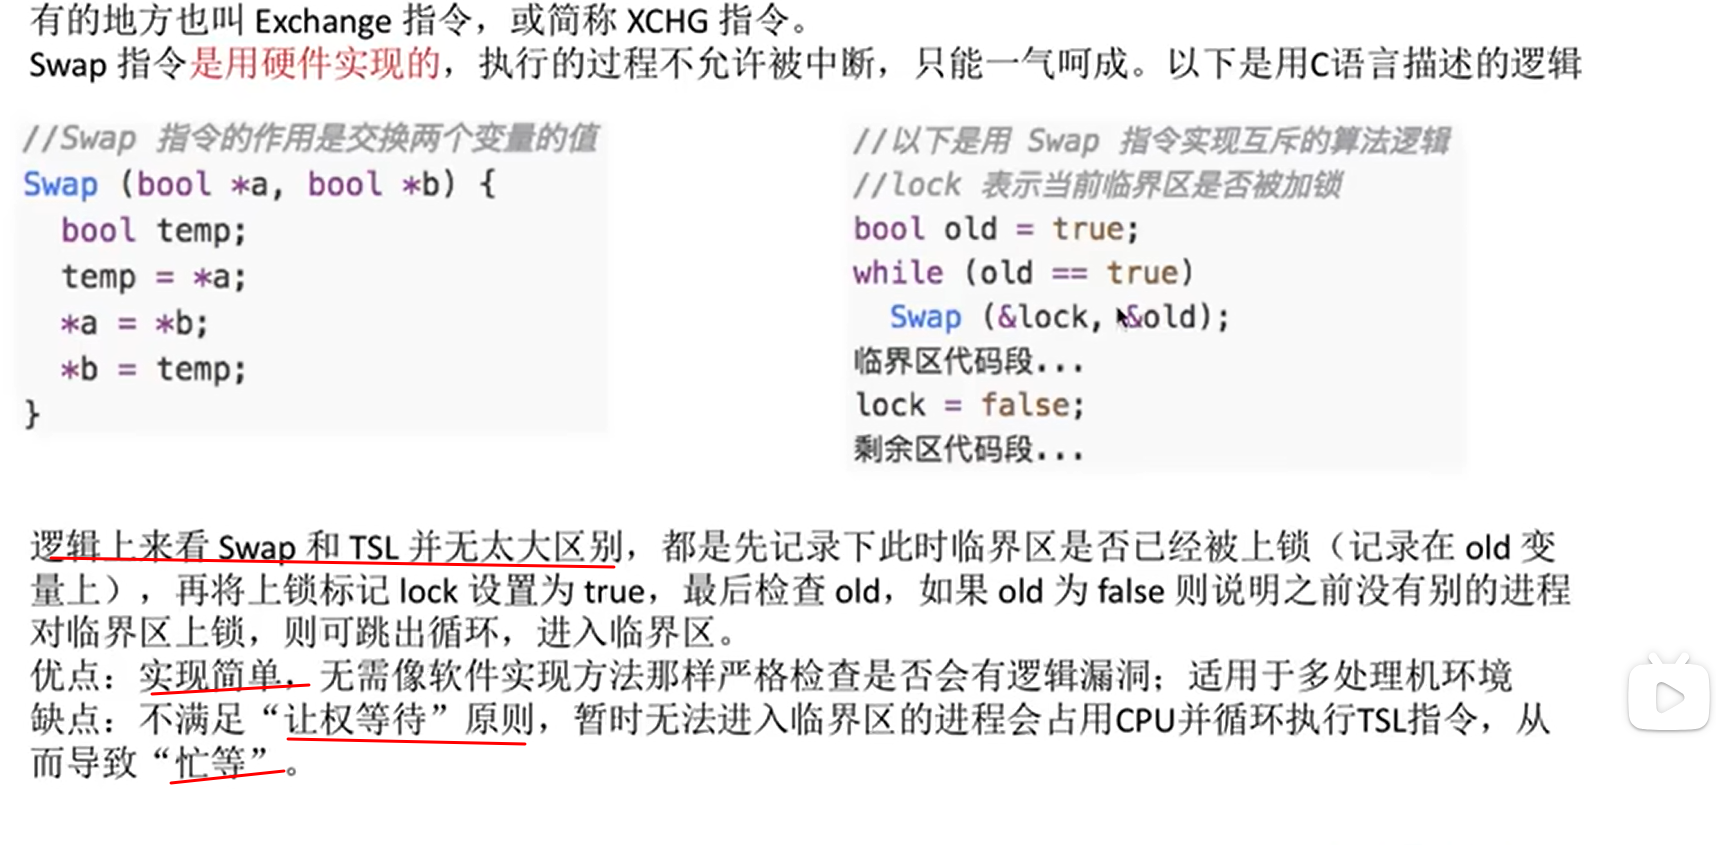 有的地方也叫 Exchange 指令，或简称 XCHG 指令。
Swap 指令是用硬件实现的，执行的过程不允许被中断，只能一气呵成。以下是用C语言描述的逻辑
//Swap 指令的作用是交换两个变量的值
Swap (bool *a, bool *b) {
bool temp;
temp = *a;
*a = *b;
*b = temp;
}
//以下是用 Swap 指令实现互斥的算法逻辑
//lock 表示当前临界区是否被加锁
bool old = true;
while (old == true)
Swap (&lock, &old);
临界区代码段...
lock = false;
剩余区代码段...
逻辑上来看 Swap 和 TSL 并无太大区别，都是先记录下此时临界区是否已经被上锁（记录在 old 变
量上），再将上锁标记 lock 设置为 true，最后检查 old，如果 old 为 false 则说明之前没有别的进程
对临界区上锁，则可跳出循环，进入临界区。
优点：实现简单，无需像软件实现方法那样严格检查是否会有逻辑漏洞；适用于多处理机环境
缺点：不满足“让权等待”原则，暂时无法进入临界区的进程会占用CPU并循环执行TSL指令，从
而导致“忙等”。